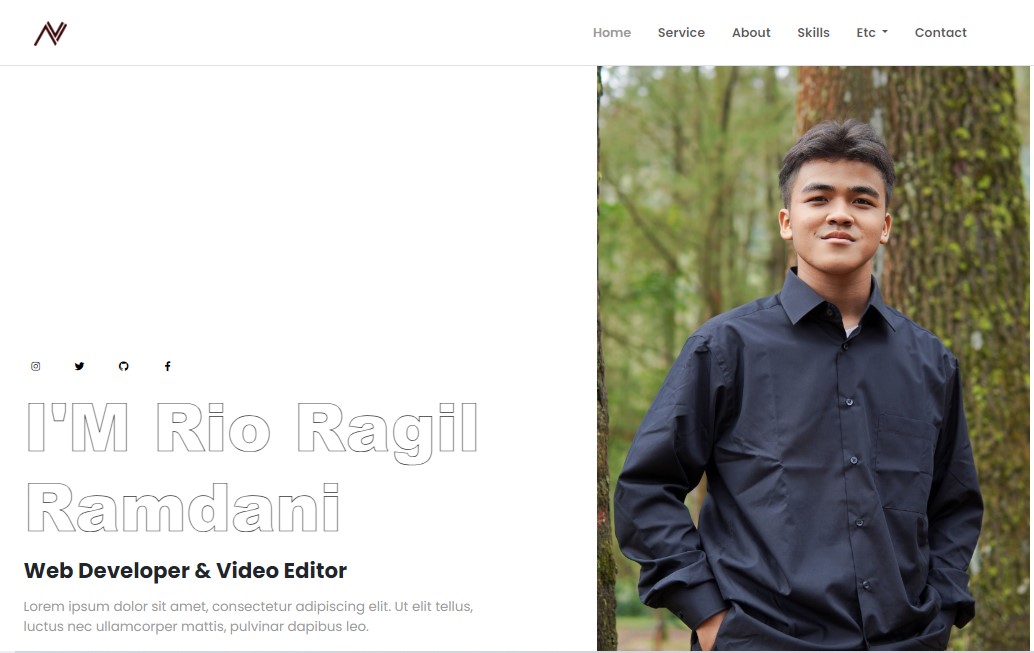 Home Service About Skills Etc Contact
I'M Rio Ragil
Ramdani
Web Developer & Video Editor
Lorem ipsum dolor sit amet, consectetur adipiscing elit. Ut elit tellus,
luctus nec ullamcorper mattis, pulvinar dapibus leo.